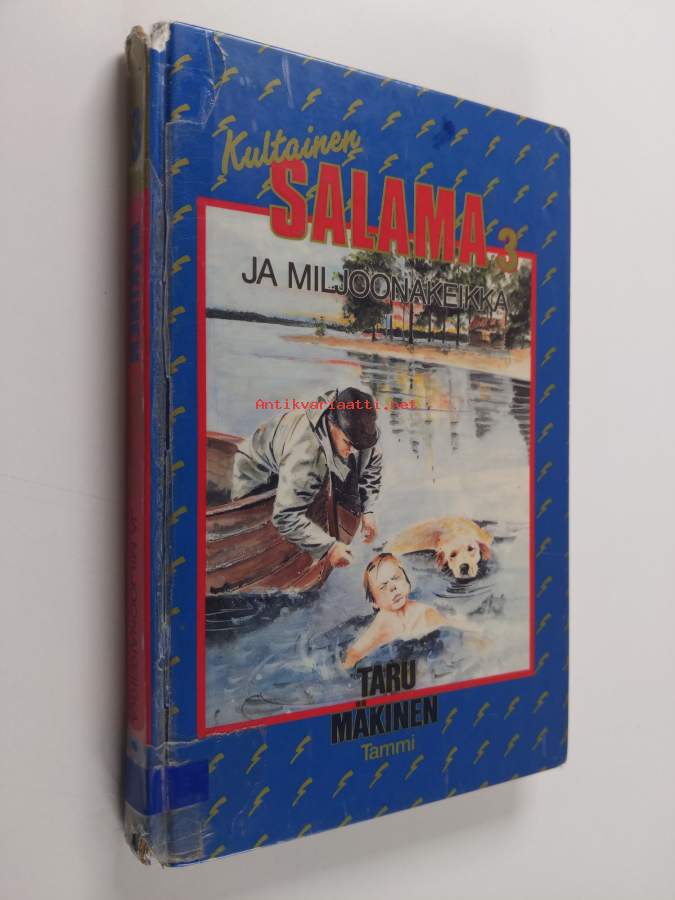 Kultainen
SALAMA 3
JA MILJOONAKEIKKA
Antikvariaatti.net
TARU
MÄKINEN
Tammi